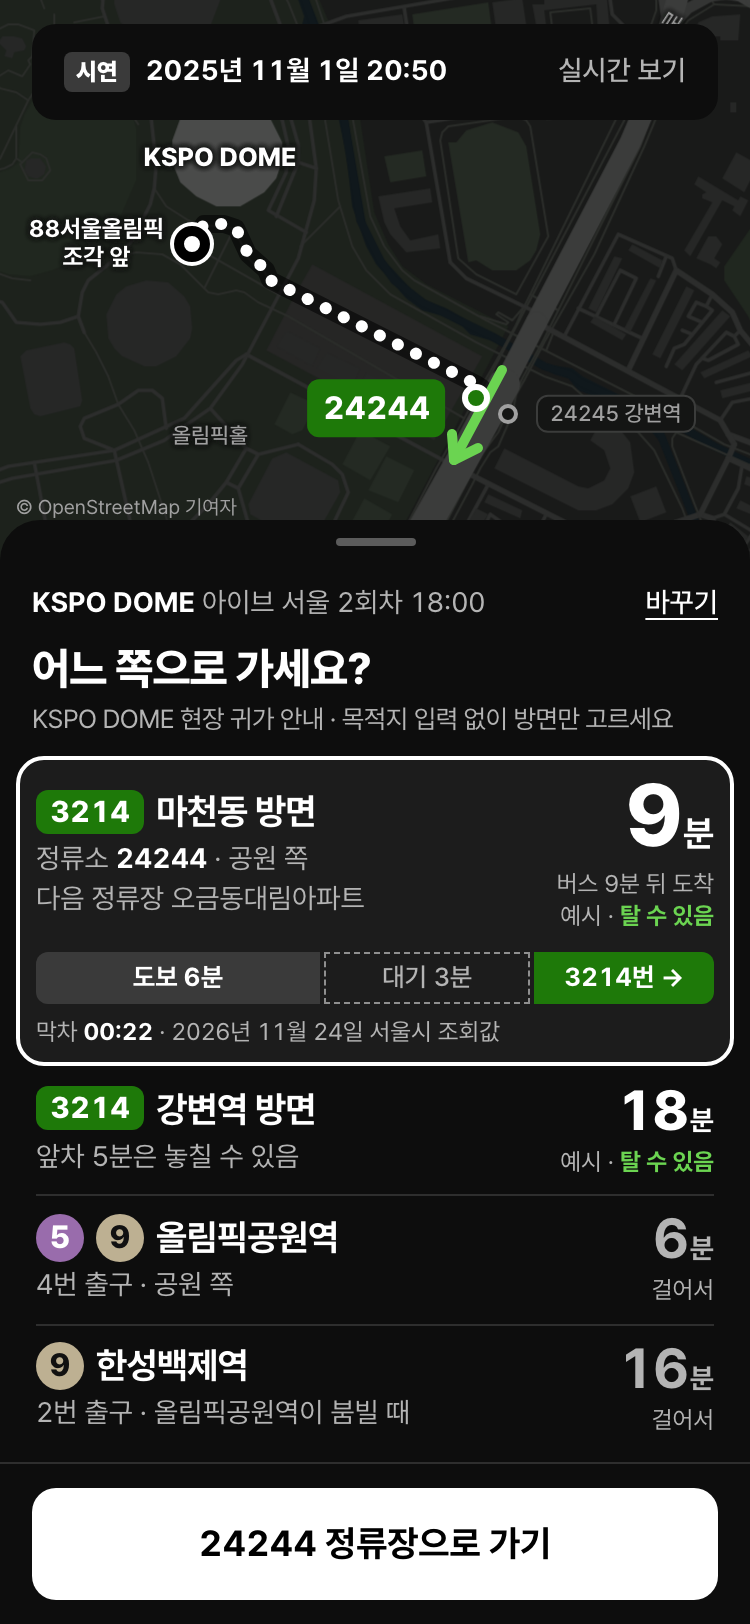 시연 2025년 11월 1일 20:50 실시간 보기
KSPO DOME
88서울올림픽
조각 앞
24244
24245 강변역
올림픽홀
© OpenStreetMap 기여자
KSPO DOME 아이브 서울 2회차 18:00 바꾸기
어느 쪽으로 가세요?
KSPO DOME 현장 귀가 안내 · 목적지 입력 없이 방면만 고르세요
3214 마천동 방면 9분
정류소 24244 · 공원 쪽
버스 9분 뒤 도착
다음 정류장 오금동대림아파트
예시 · 탈 수 있음
도보 6분 대기 3분 3214번 →
막차 00:22 · 2026년 11월 24일 서울시 조회값
3214 강변역 방면 18분
앞차 5분은 놓칠 수 있음 예시 · 탈 수 있음
5 9 올림픽공원역 6분
4번 출구 · 공원 쪽 걸어서
9 한성백제역 16분
2번 출구 · 올림픽공원역이 붐빌 때 걸어서
24244 정류장으로 가기